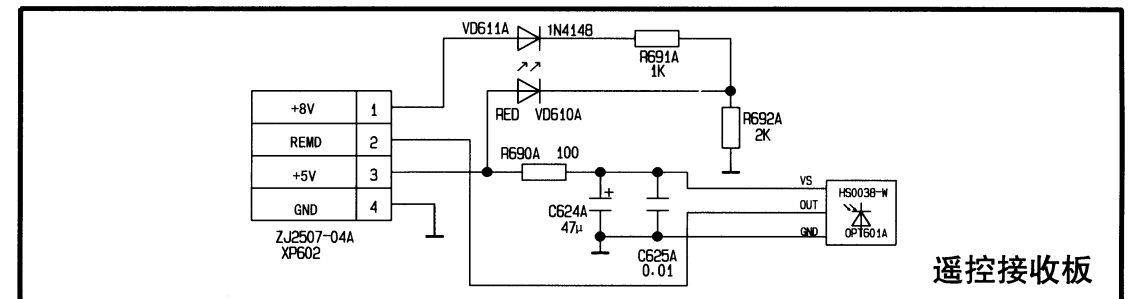 VD611A 1N4148
R691A
1K
+8V 1
RED VD610A
R692A
2K
REMD 2
R690A 100
+5V 3
VS
HS0038-W
C624A +
47μ
OUT
GND 4
GND OPT601A
ZJ2507-04A
XP602
C625A
0.01
遥控接收板